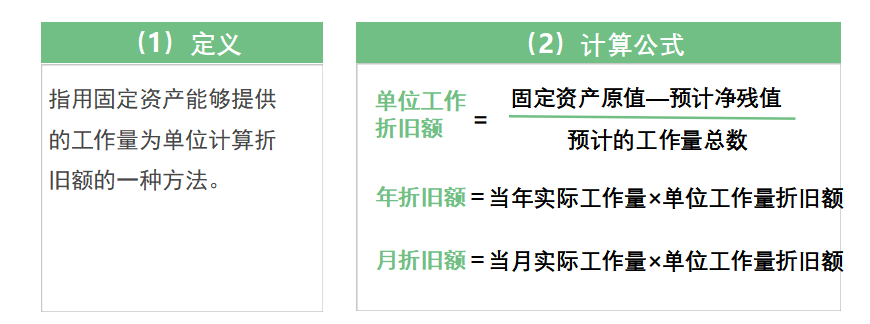 （1）定义
指用固定资产能够提供
的工作量为单位计算折
旧额的一种方法。
（2）计算公式
单位工作
折旧额
=
固定资产原值—预计净残值
预计的工作量总数
年折旧额=当年实际工作量×单位工作量折旧额
月折旧额=当月实际工作量×单位工作量折旧额